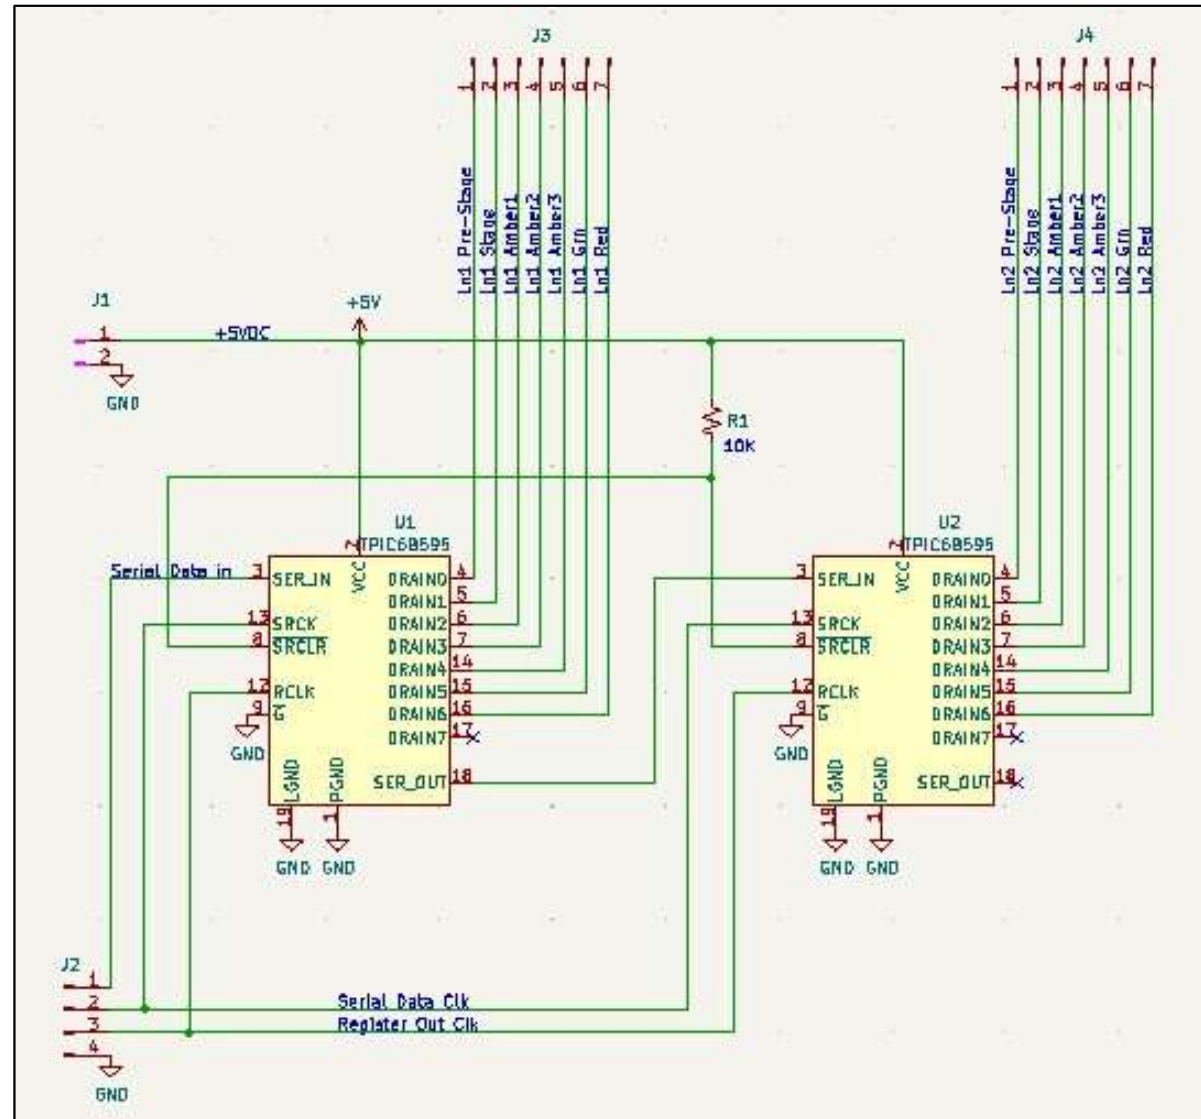 J3
J4
1 2 3 4 5 6 7
1 2 3 4 5 6 7
Ln1 Pre-Stage
Ln1 Stage
Ln1 Amber1
Ln1 Amber2
Ln1 Amber3
Ln1 Grn
Ln1 Red
Ln2 Pre-Stage
Ln2 Stage
Ln2 Amber1
Ln2 Amber2
Ln2 Amber3
Ln2 Grn
Ln2 Red
J1
1
2
GND
+5VDC
+5V
R1
10K
U1
TPIC6B595
Serial Data in
3 SER_IN
13 SRCK
8 SRCLR
12 RCLK
9 G
GND
2 VCC
DRAIN0 4
DRAIN1 5
DRAIN2 6
DRAIN3 7
DRAIN4 14
DRAIN5 15
DRAIN6 16
DRAIN7 17
SER_OUT 18
LGND 19
PGND 1
GND GND
U2
TPIC6B595
3 SER_IN
13 SRCK
8 SRCLR
12 RCLK
9 G
GND
2 VCC
DRAIN0 4
DRAIN1 5
DRAIN2 6
DRAIN3 7
DRAIN4 14
DRAIN5 15
DRAIN6 16
DRAIN7 17
SER_OUT 18
LGND 19
PGND 1
GND GND
J2
1
2
3
4
GND
Serial Data Clk
Register Out Clk